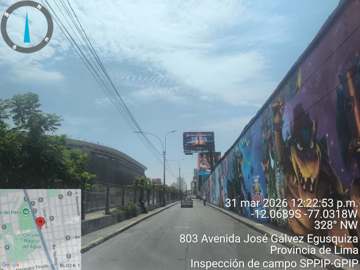 31 mar 2026 12:22:53 p. m.
-12.0689S-77.0318W
328° NW
803 Avenida José Gálvez Egusquiza
Provincia de Lima
Inspección de campo SPPIP-GPIP